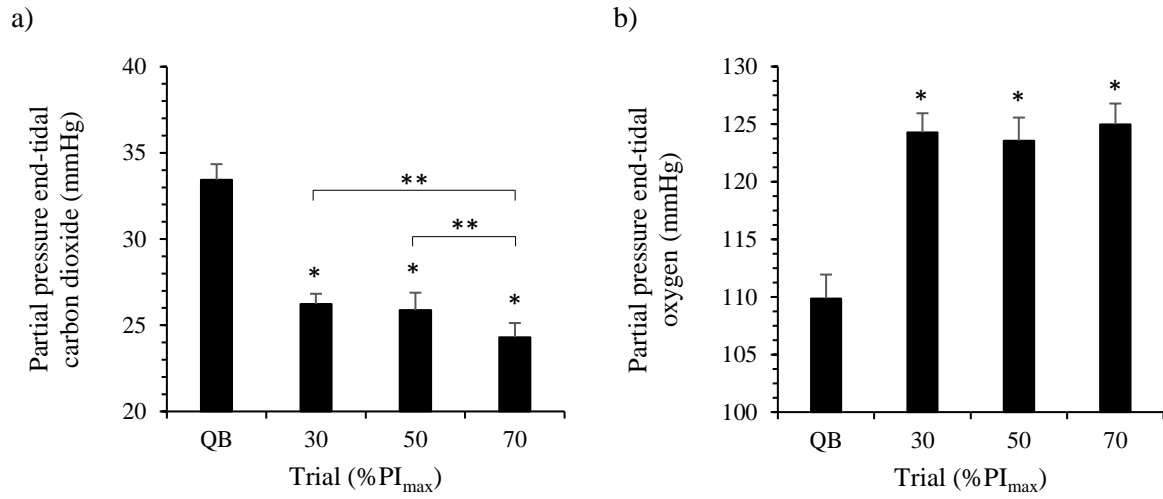 a)
Partial pressure end-tidal
carbon dioxide (mmHg)
40
35
30
25
20
**
**
*
*
*
QB
30
50
70
Trial (%PImax)
b)
Partial pressure end-tidal
oxygen (mmHg)
130
125
120
115
110
105
100
*
*
*
QB
30
50
70
Trial (%PImax)